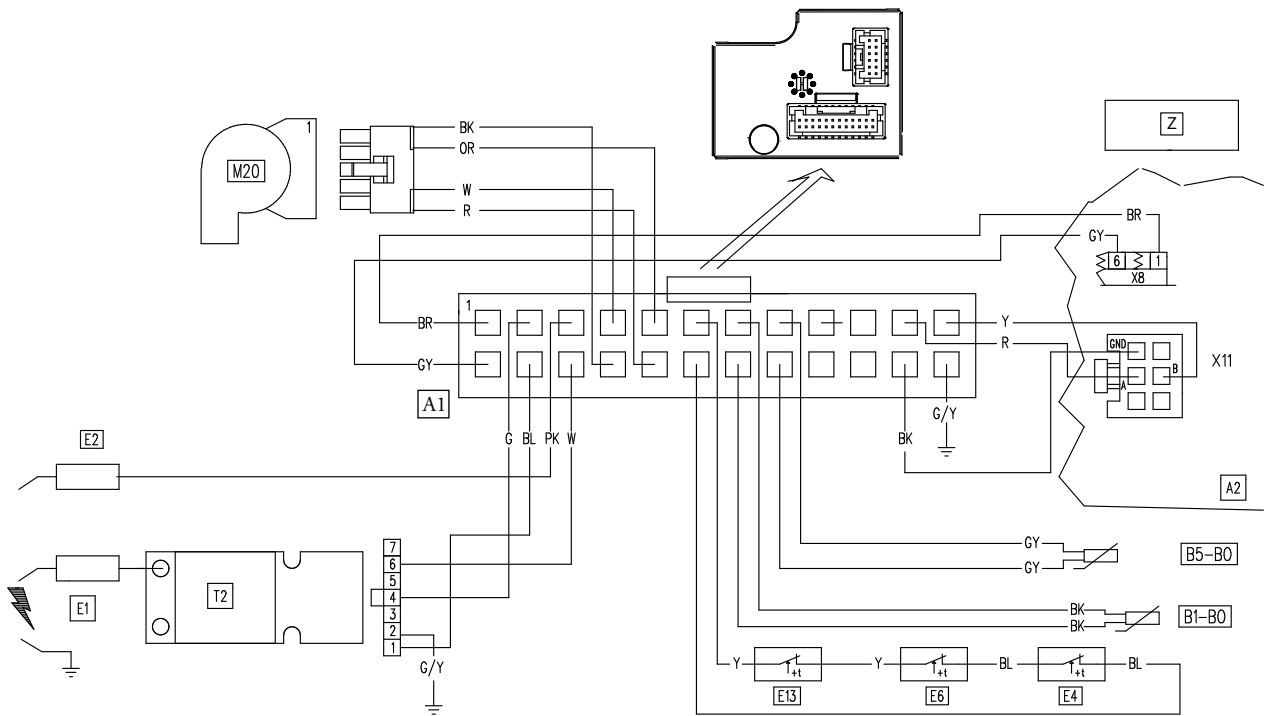 Z
M20
1
BK
OR
W
R
BR
GY
6
1
X8
1
BR
Y
R
GND
X11
A
B
GY
A1
G/Y
G
BL
PK
W
BK
E2
A2
7
6
5
4
3
2
1
GY
GY
B5-B0
T2
E1
BK
BK
B1-B0
G/Y
Y
+t
Y
+t
BL
+t
BL
E13
E6
E4